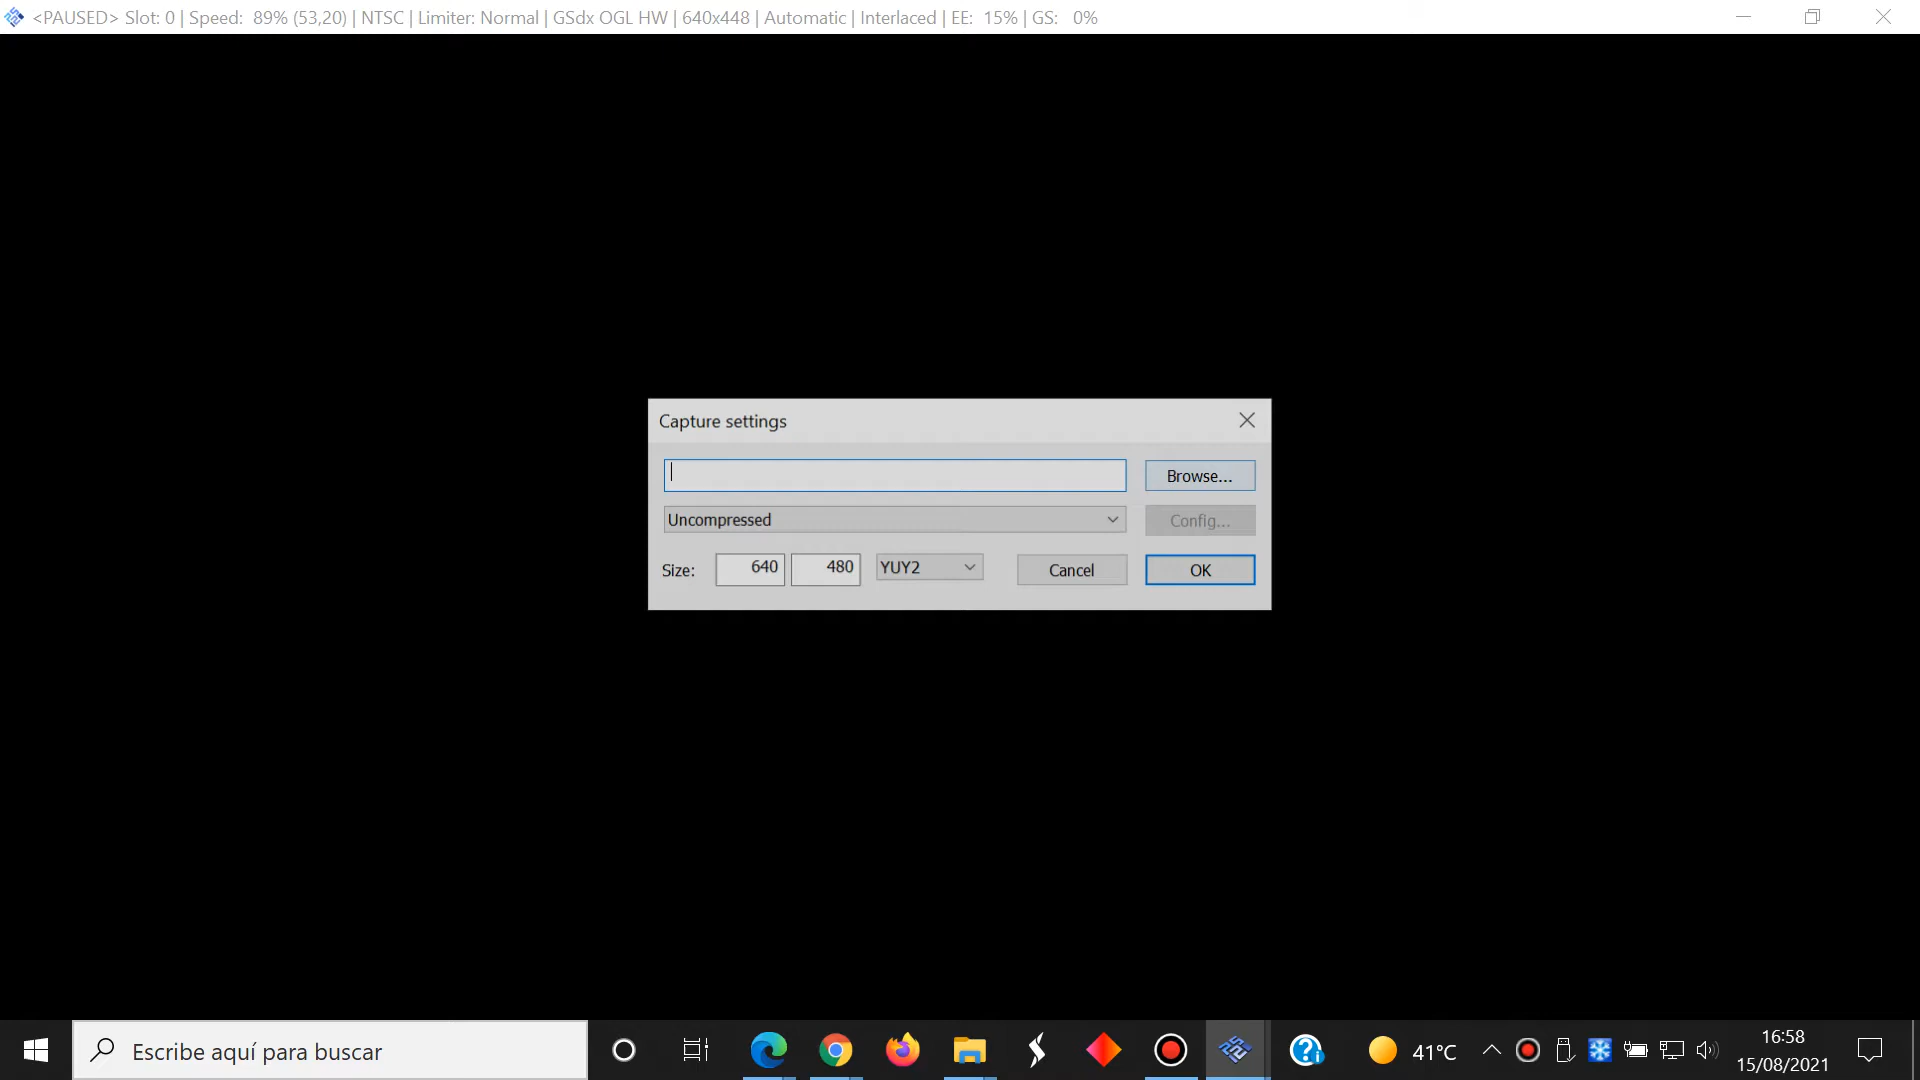 <PAUSED> Slot: 0 | Speed:  89% (53,20) | NTSC | Limiter: Normal | GSdx OGL HW | 640x448 | Automatic | Interlaced | EE:  15% | GS:   0%
Capture settings
Browse...
Uncompressed
Config...
Size:
640
480
YUY2
Cancel
OK
Escribe aquí para buscar
41°C
16:58
15/08/2021